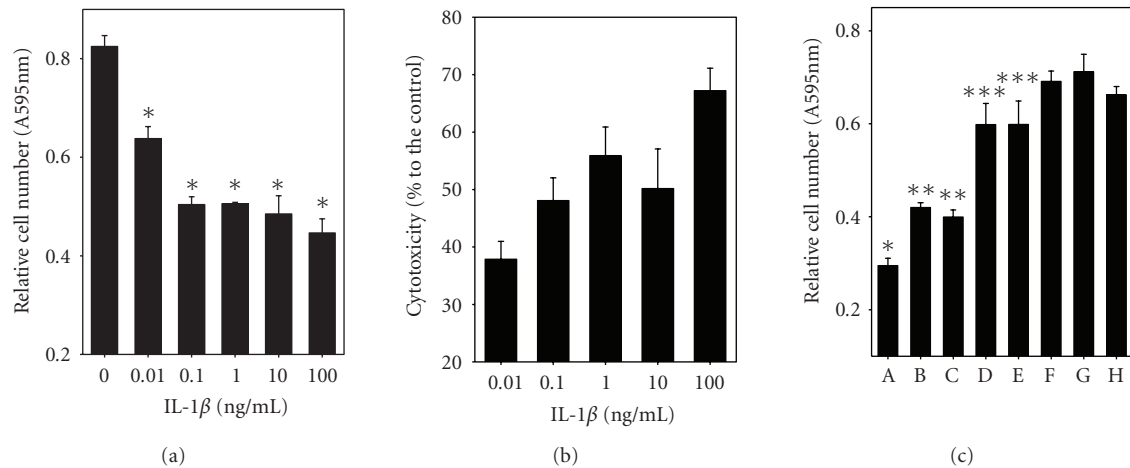 Relative cell number (A595nm)
0.8
0.6
0.4
0.2
*
*
*
*
*
0 0.01 0.1 1 10 100
IL-1β (ng/mL)
(a)
Cytotoxicity (% to the control)
80
70
60
50
40
30
20
0.01 0.1 1 10 100
IL-1β (ng/mL)
(b)
Relative cell number (A595nm)
0.8
0.6
0.4
0.2
*
**
**
***
***
A B C D E F G H
(c)